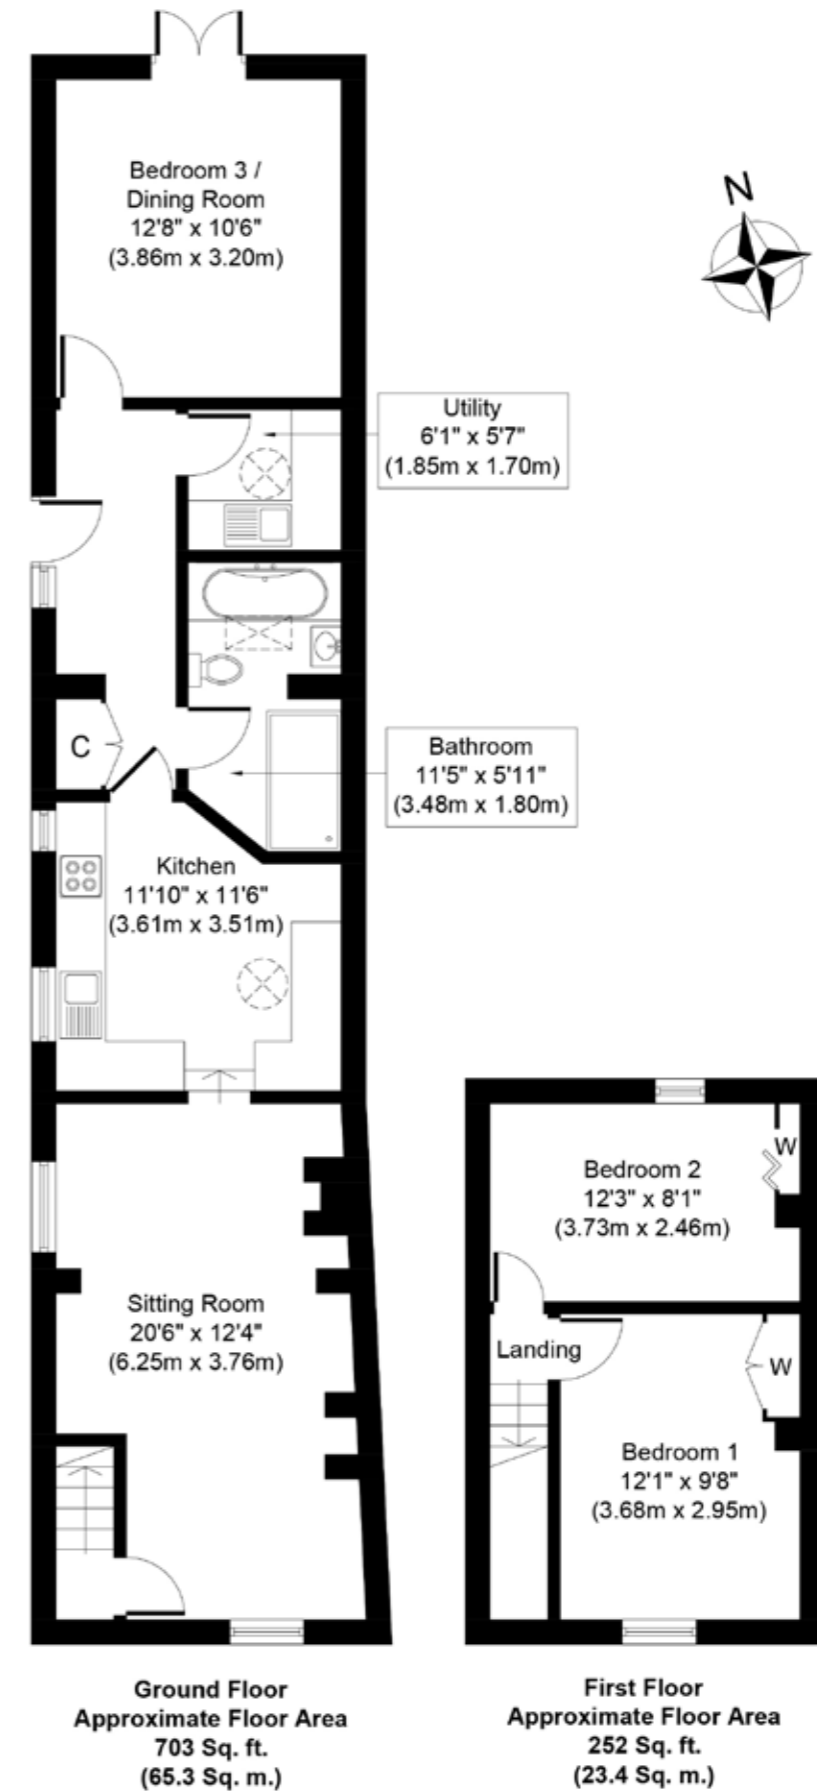 Bedroom 3 /
Dining Room
12'8" x 10'6"
(3.86m x 3.20m)
N
Utility
6'1" x 5'7"
(1.85m x 1.70m)
C
Bathroom
11'5" x 5'11"
(3.48m x 1.80m)
Kitchen
11'10" x 11'6"
(3.61m x 3.51m)
Sitting Room
20'6" x 12'4"
(6.25m x 3.76m)
Ground Floor
Approximate Floor Area
703 Sq. ft.
(65.3 Sq. m.)
W
Bedroom 2
12'3" x 8'1"
(3.73m x 2.46m)
Landing
W
Bedroom 1
12'1" x 9'8"
(3.68m x 2.95m)
First Floor
Approximate Floor Area
252 Sq. ft.
(23.4 Sq. m.)